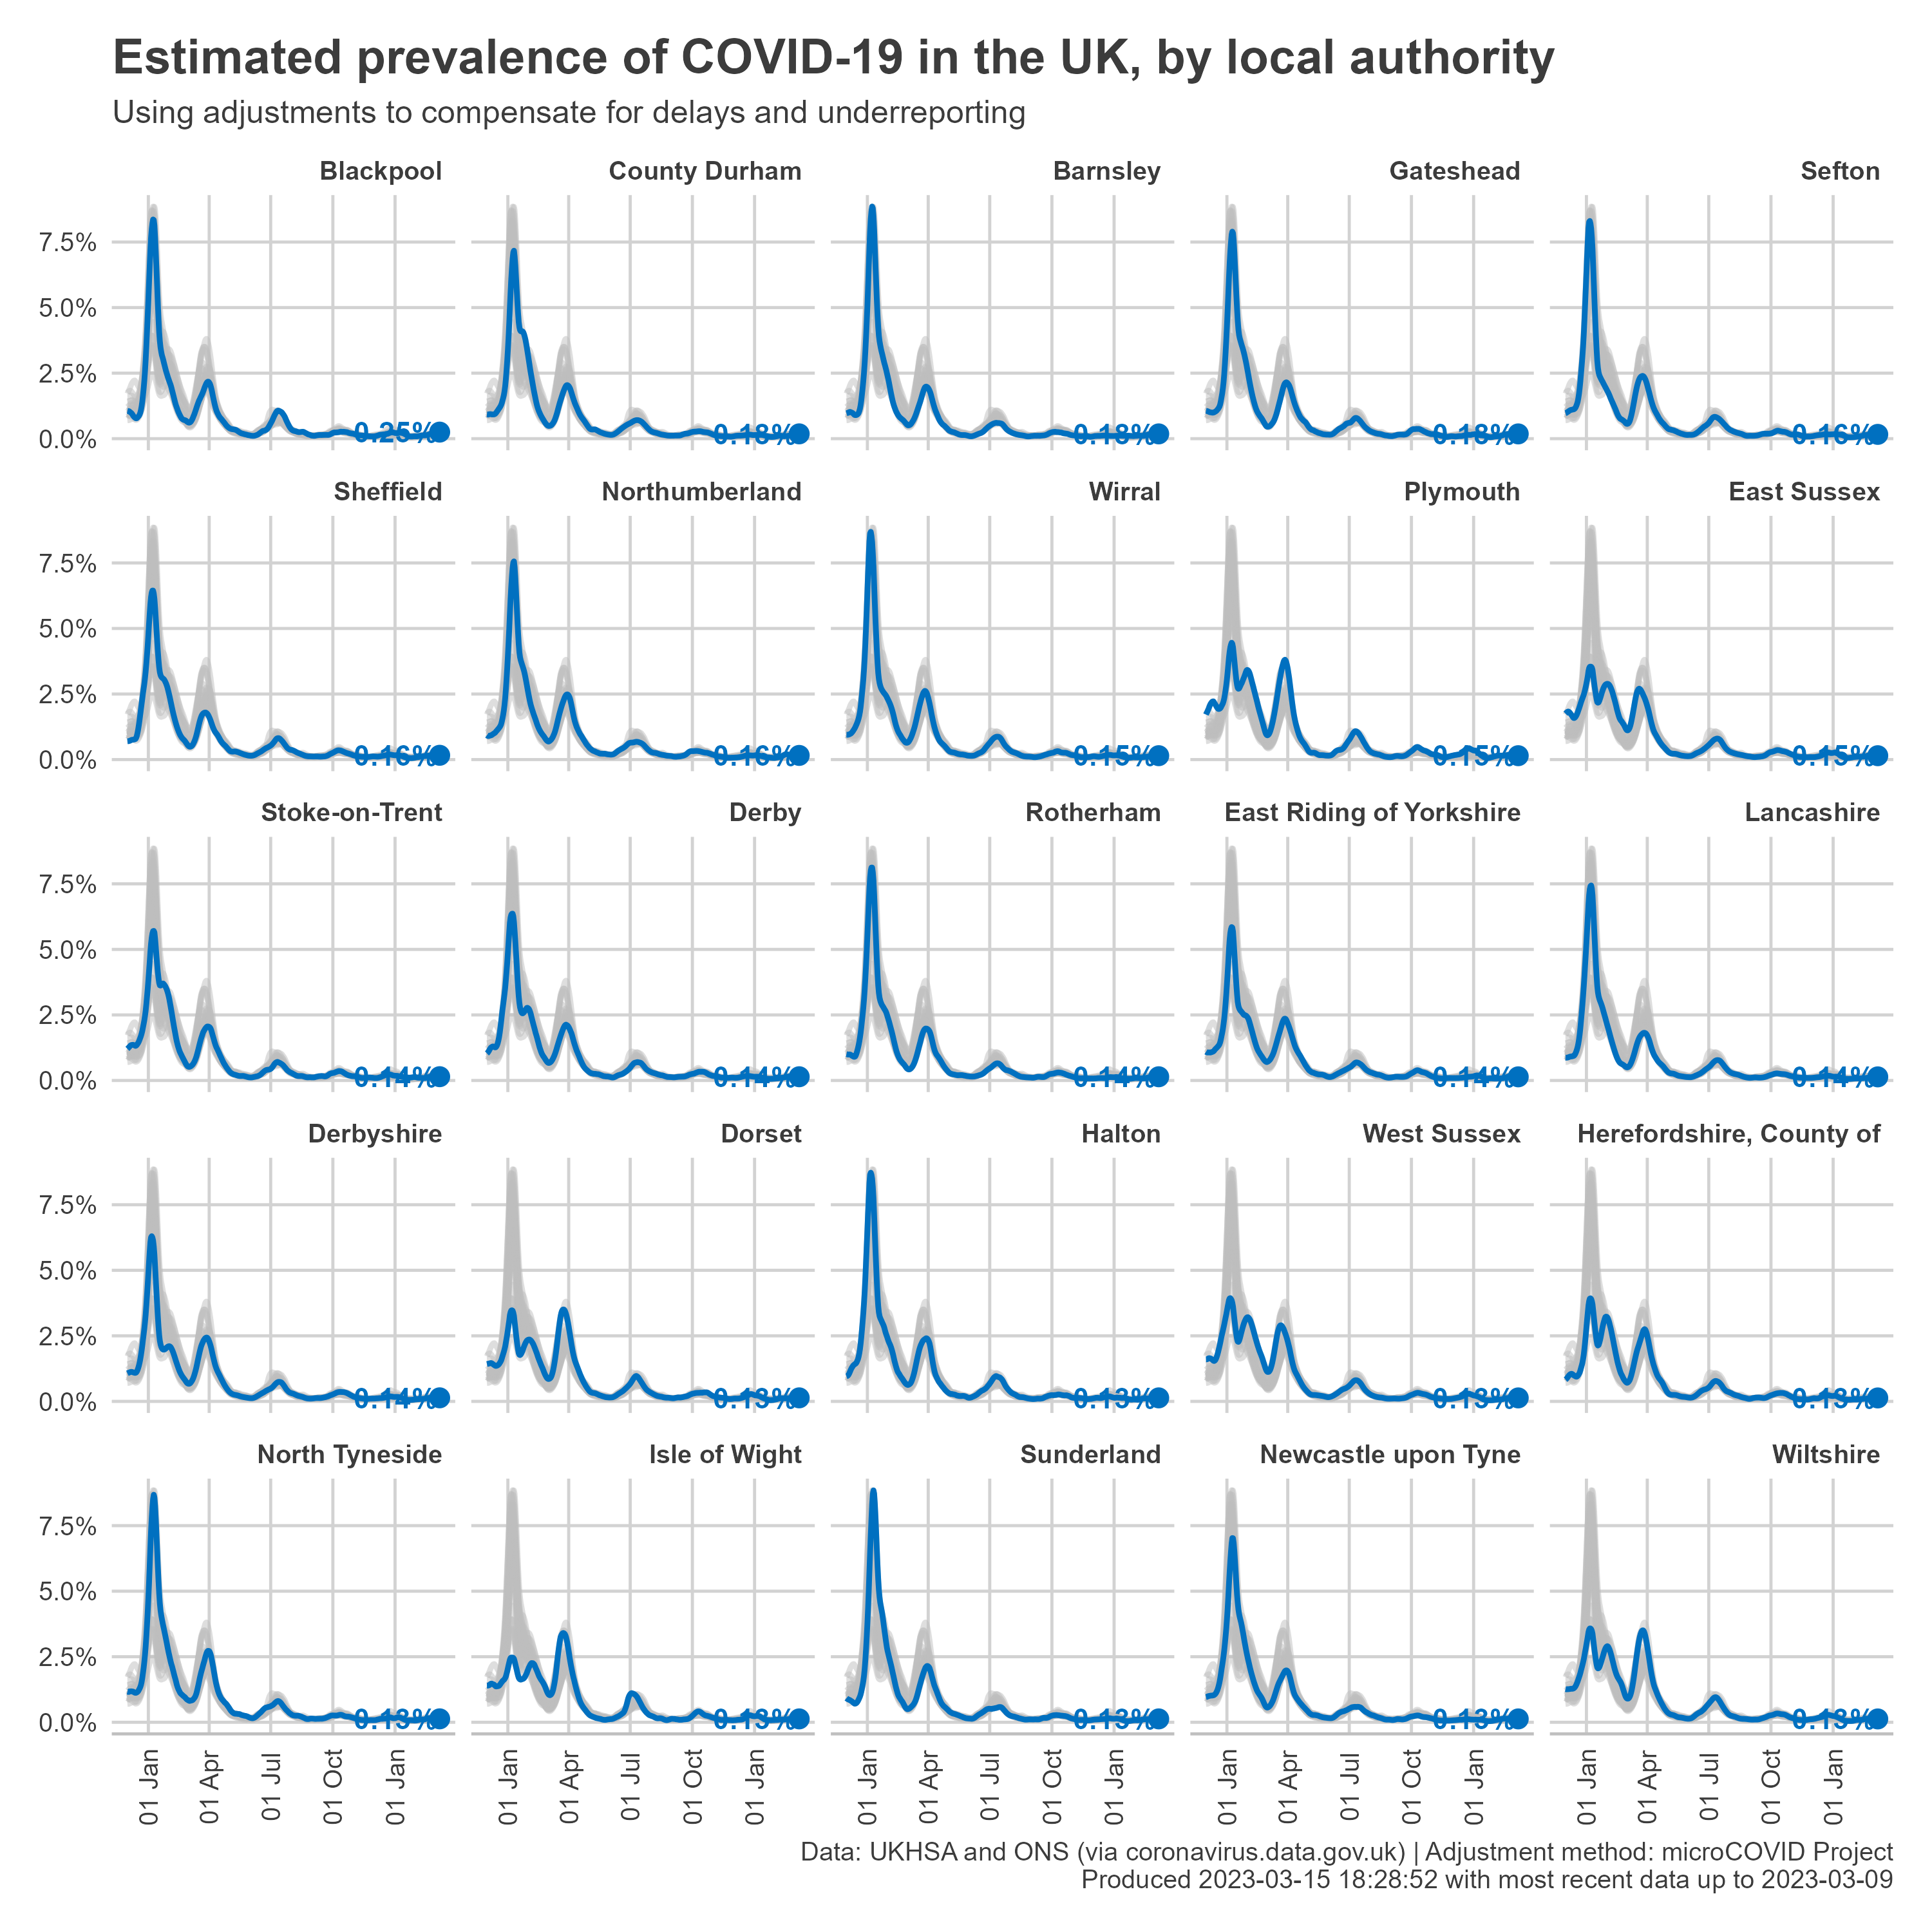 Estimated prevalence of COVID-19 in the UK, by local authority
Using adjustments to compensate for delays and underreporting
Blackpool County Durham Barnsley Gateshead Sefton
7.5%
5.0%
2.5%
0.0%
0.25% 0.18% 0.18% 0.18% 0.16%
Sheffield Northumberland Wirral Plymouth East Sussex
7.5%
5.0%
2.5%
0.0%
0.16% 0.16% 0.15% 0.15% 0.15%
Stoke-on-Trent Derby Rotherham East Riding of Yorkshire Lancashire
7.5%
5.0%
2.5%
0.0%
0.14% 0.14% 0.14% 0.14% 0.14%
Derbyshire Dorset Halton West Sussex Herefordshire, County of
7.5%
5.0%
2.5%
0.0%
0.14% 0.13% 0.13% 0.13% 0.13%
North Tyneside Isle of Wight Sunderland Newcastle upon Tyne Wiltshire
7.5%
5.0%
2.5%
0.0%
0.13% 0.13% 0.13% 0.13% 0.13%
01 Jan 01 Apr 01 Jul 01 Oct 01 Jan 01 Jan 01 Apr 01 Jul 01 Oct 01 Jan 01 Jan 01 Apr 01 Jul 01 Oct 01 Jan 01 Jan 01 Apr 01 Jul 01 Oct 01 Jan 01 Jan 01 Apr 01 Jul 01 Oct 01 Jan
Data: UKHSA and ONS (via coronavirus.data.gov.uk) | Adjustment method: microCOVID Project
Produced 2023-03-15 18:28:52 with most recent data up to 2023-03-09